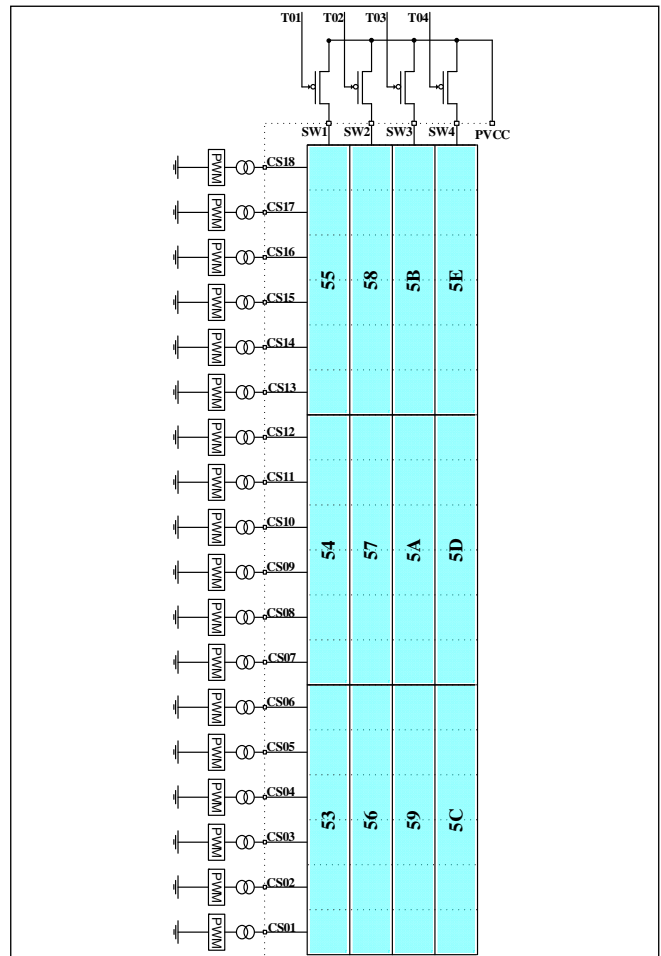 T01 T02 T03 T04
SW1 SW2 SW3 SW4 PVCC
PWM CS18
PWM CS17
PWM CS16
55 58 5B 5E
PWM CS15
PWM CS14
PWM CS13
PWM CS12
PWM CS11
PWM CS10
54 57 5A 5D
PWM CS09
PWM CS08
PWM CS07
PWM CS06
PWM CS05
PWM CS04
53 56 59 5C
PWM CS03
PWM CS02
PWM CS01